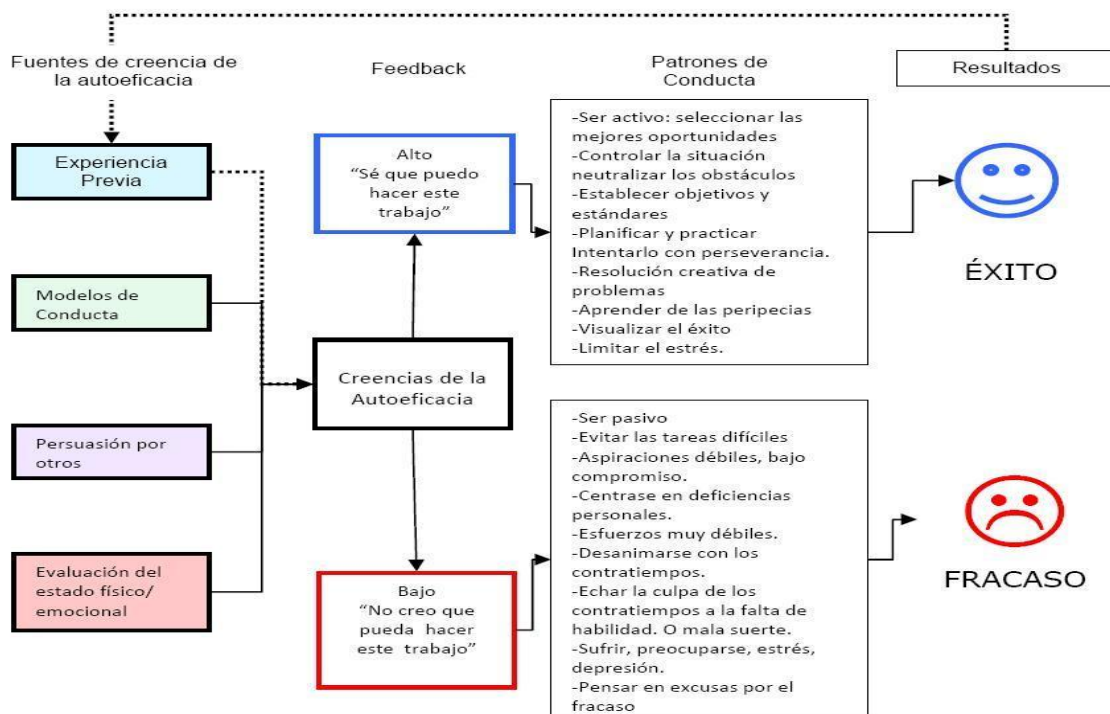 Fuentes de creencia de
la autoeficacia
Feedback
Patrones de
Conducta
Resultados
Experiencia
Previa
Modelos de
Conducta
Persuasión por
otros
Evaluación del
estado físico/
emocional
Alto
“Sé que puedo
hacer este
trabajo”
Creencias de la
Autoeficacia
Bajo
“No creo que
pueda hacer
este trabajo”
-Ser activo: seleccionar las
mejores oportunidades
-Controlar la situación
neutralizar los obstáculos
-Establecer objetivos y
estándares
-Planificar y practicar
Intentarlo con perseverancia.
-Resolución creativa de
problemas
-Aprender de las peripecias
-Visualizar el éxito
-Limitar el estrés.
-Ser pasivo
-Evitar las tareas difíciles
-Aspiraciones débiles, bajo
compromiso.
-Centrase en deficiencias
personales.
-Esfuerzos muy débiles.
-Desanimarse con los
contratiempos.
-Echar la culpa de los
contratiempos a la falta de
habilidad. O mala suerte.
-Sufrir, preocuparse, estrés,
depresión.
-Pensar en excusas por el
fracaso
ÉXITO
FRACASO